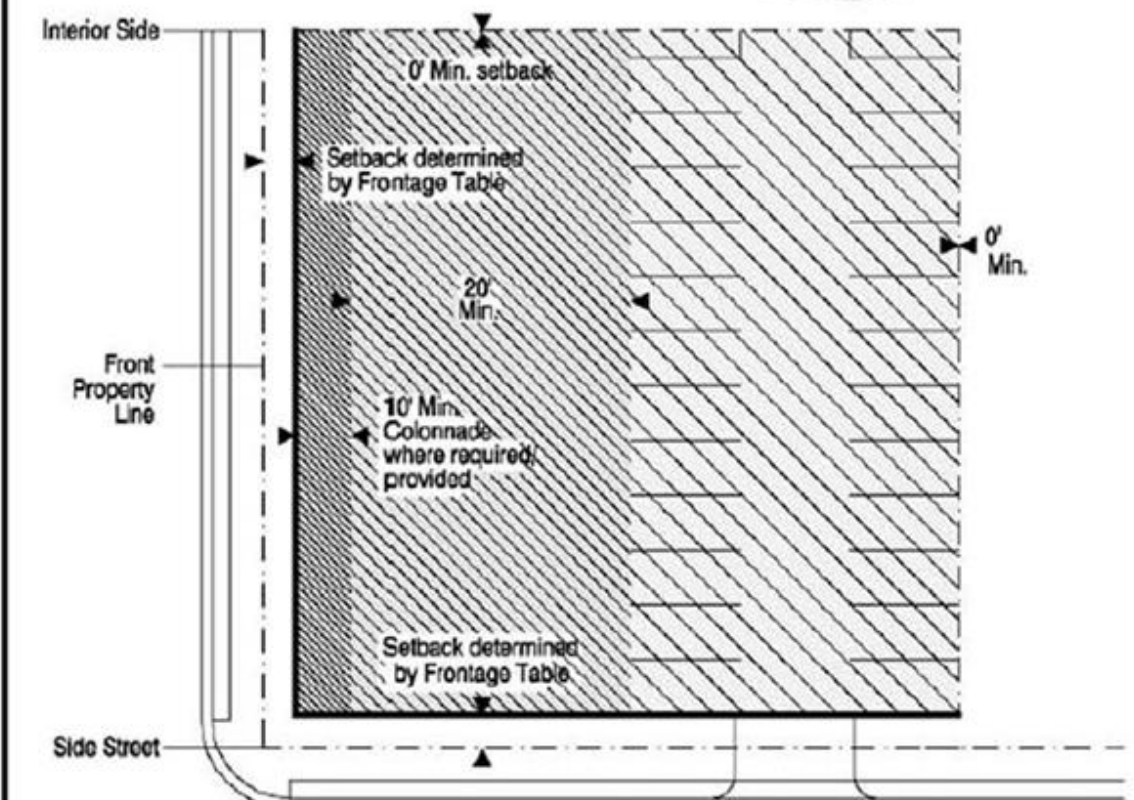 Interior Side
0' Min. setback
Setback determined
by Frontage Table
0'
Min.
20'
Min.
Front
Property
Line
10' Min.
Colonnade
where required/
provided
Setback determined
by Frontage Table
Side Street